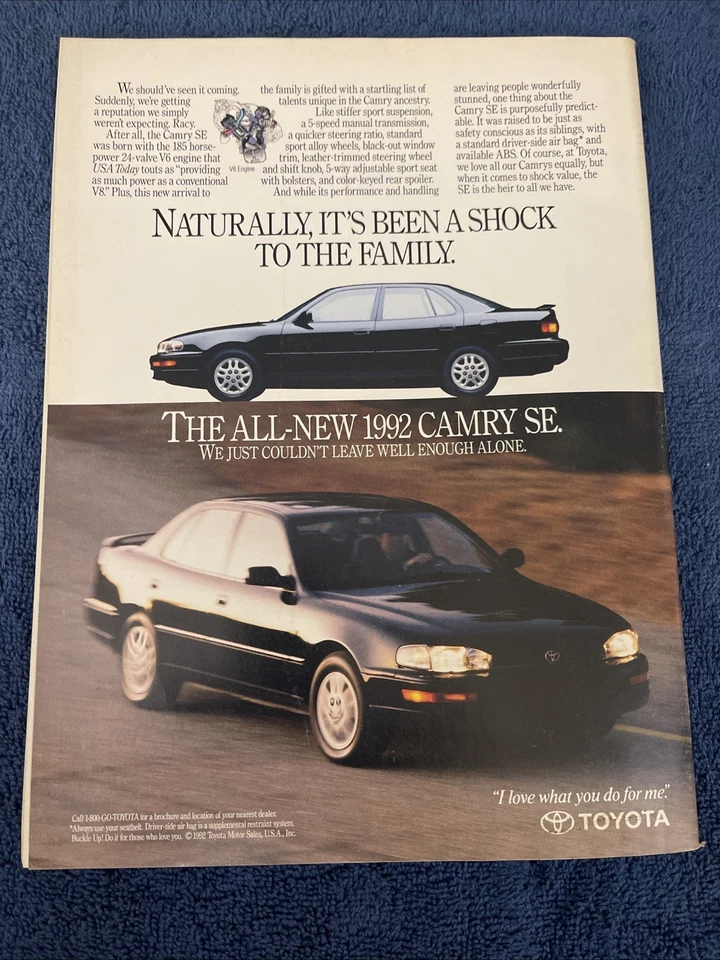 We should've seen it coming.
Suddenly, we're getting
a reputation we simply
weren't expecting. Racy.
After all, the Camry SE
was born with the 185 horse-
power 24-valve V6 engine that
USA Today touts as "providing
as much power as a conventional
V8." Plus, this new arrival to
V6 Engine
the family is gifted with a startling list of
talents unique in the Camry ancestry.
Like stiffer sport suspension,
a 5-speed manual transmission,
a quicker steering ratio, standard
sport alloy wheels, black-out window
trim, leather-trimmed steering wheel
and shift knob, 5-way adjustable sport seat
with bolsters, and color-keyed rear spoiler.
And while its performance and handling
are leaving people wonderfully
stunned, one thing about the
Camry SE is purposefully predict-
able. It was raised to be just as
safety conscious as its siblings, with
a standard driver-side air bag* and
available ABS. Of course, at Toyota,
we love all our Camrys equally, but
when it comes to shock value, the
SE is the heir to all we have.
NATURALLY, IT'S BEEN A SHOCK
TO THE FAMILY.
THE ALL-NEW 1992 CAMRY SE.
WE JUST COULDN'T LEAVE WELL ENOUGH ALONE.
"I love what you do for me."
TOYOTA
Call 1-800-GO-TOYOTA for a brochure and location of your nearest dealer.
*Always use your seatbelt. Driver-side air bag is a supplemental restraint system.
Buckle Up! Do it for those who love you. ©1992 Toyota Motor Sales, U.S.A., Inc.